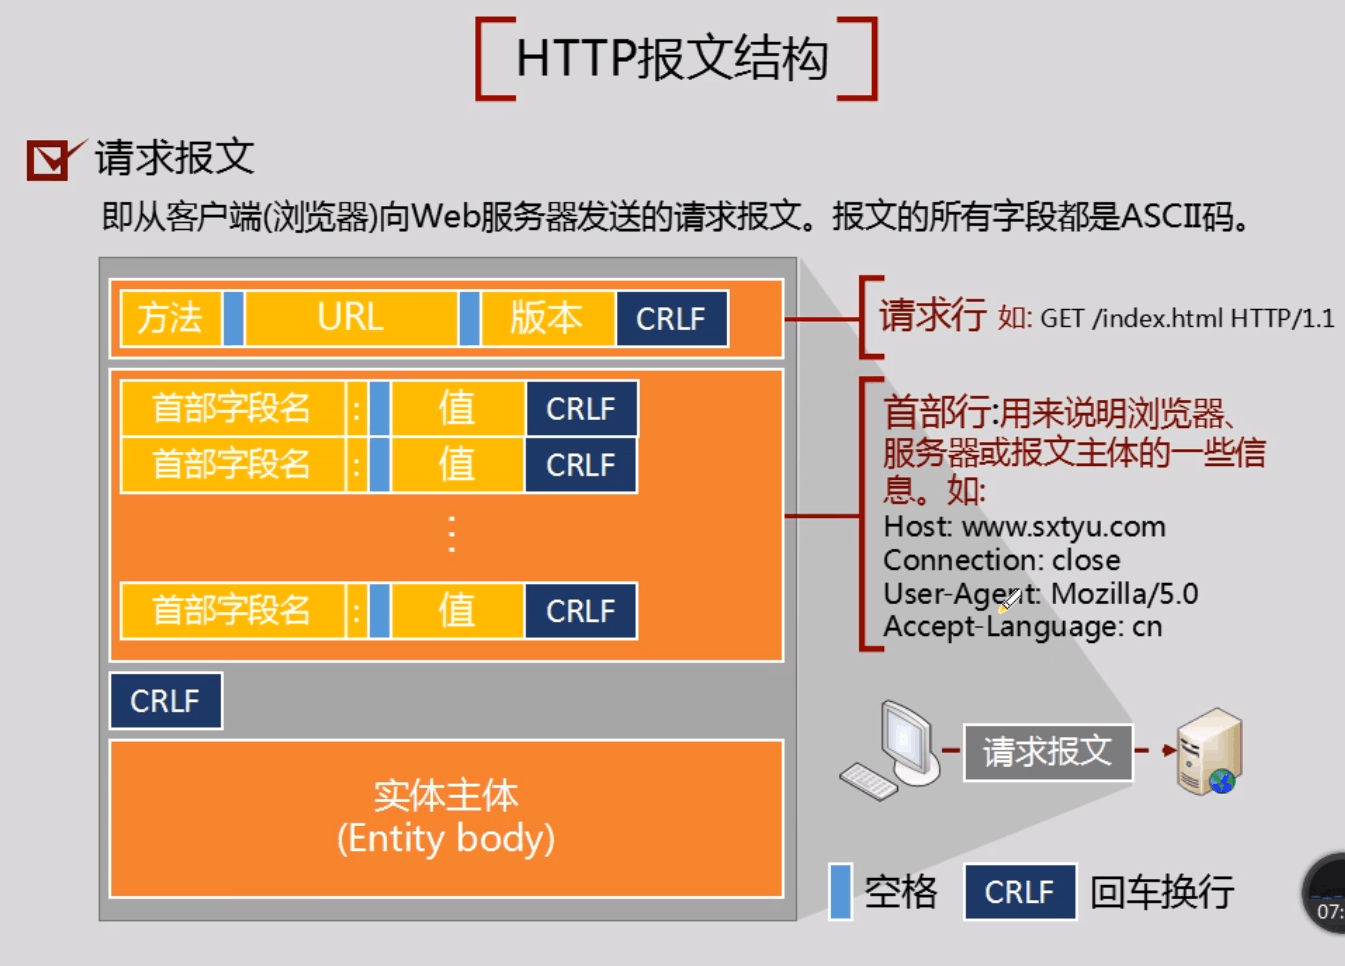 HTTP报文结构
请求报文
即从客户端(浏览器)向Web服务器发送的请求报文。报文的所有字段都是ASCII码。
方法 URL 版本 CRLF
请求行 如: GET /index.html HTTP/1.1
首部字段名 : 值 CRLF
首部字段名 : 值 CRLF
⋮
首部字段名 : 值 CRLF
首部行:用来说明浏览器、
服务器或报文主体的一些信
息。如:
Host: www.sxtyu.com
Connection: close
User-Agent: Mozilla/5.0
Accept-Language: cn
CRLF
实体主体
(Entity body)
请求报文
空格 CRLF 回车换行
07: